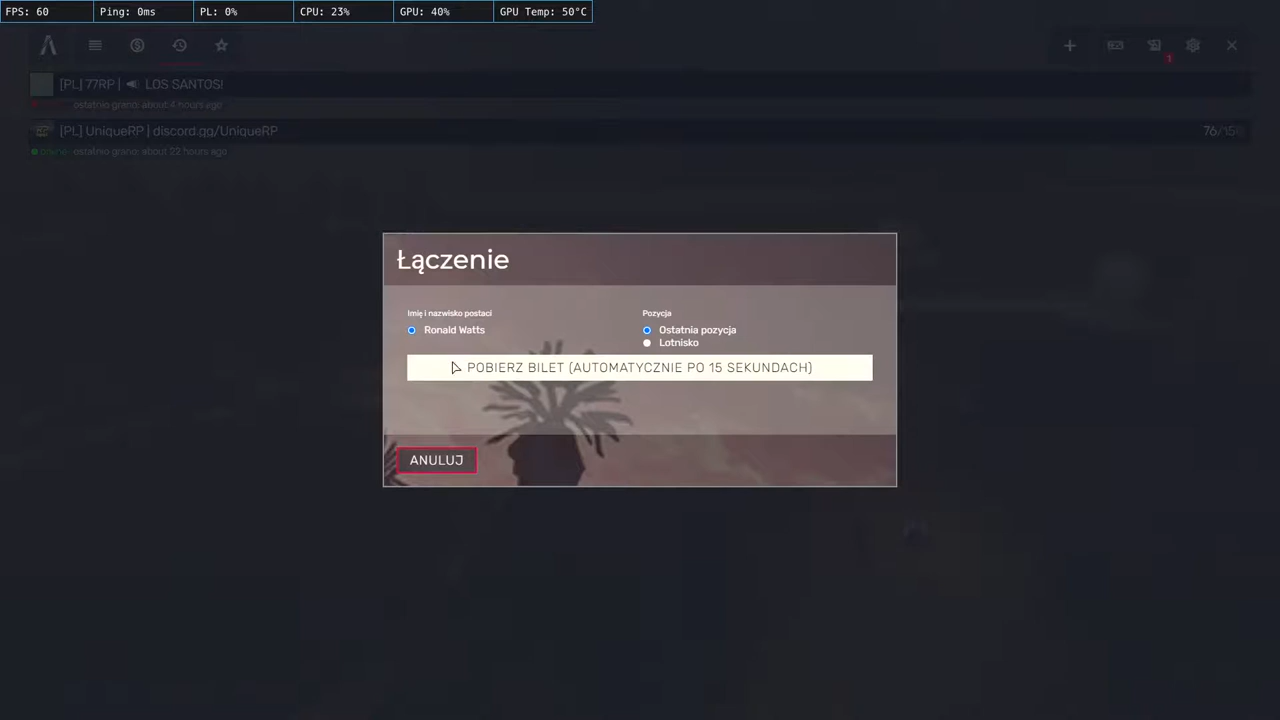 FPS: 60 Ping: 0ms PL: 0% CPU: 23% GPU: 40% GPU Temp: 50°C
1
[PL] 77RP | LOS SANTOS!
ostatnio grano: about 4 hours ago
[PL] UniqueRP | discord.gg/UniqueRP 76/15
ostatnio grano: about 22 hours ago
Łączenie
Imię i nazwisko postaci Pozycja
Ronald Watts Ostatnia pozycja
Lotnisko
POBIERZ BILET (AUTOMATYCZNIE PO 15 SEKUNDACH)
ANULUJ